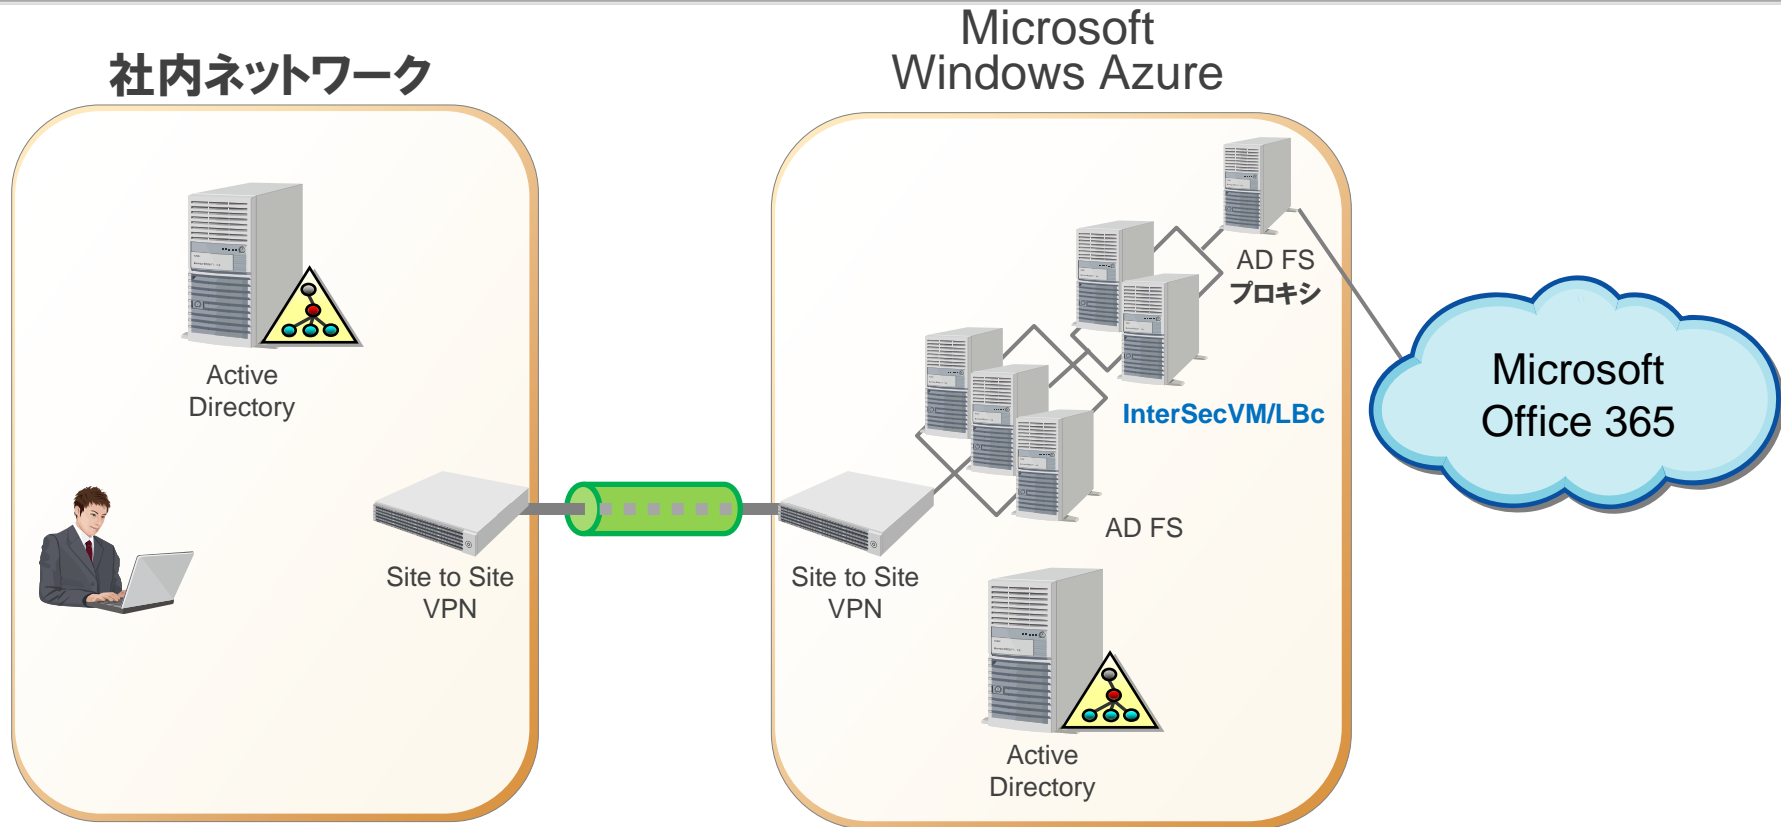 Microsoft
Windows Azure
社内ネットワーク
Active
Directory
Site to Site
VPN
AD FS
プロキシ
InterSecVM/LBc
AD FS
Site to Site
VPN
Active
Directory
Microsoft
Office 365